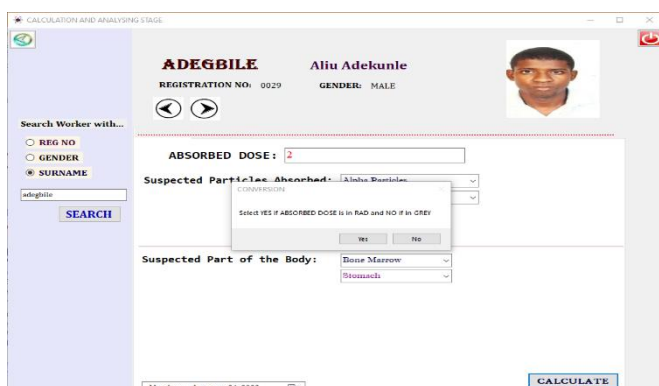 CALCULATION AND ANALYSING STAGE
ADEGBILE Aliu Adekunle
REGISTRATION NO: 0029 GENDER: MALE
Search Worker with...
REG NO
GENDER
SURNAME
adegbile
SEARCH
ABSORBED DOSE: 2
Suspected Particles Absorbed: Alpha Particles
CONVERSION
Select YES if ABSORBED DOSE is in RAD and NO if in GREY
Yes No
Suspected Part of the Body: Bone Marrow
Stomach
CALCULATE